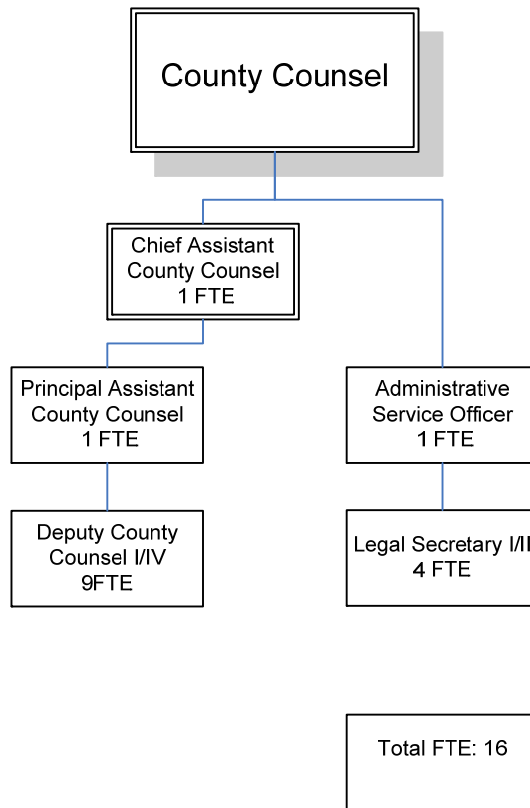 County Counsel
Chief Assistant
County Counsel
1 FTE
Principal Assistant
County Counsel
1 FTE
Administrative
Service Officer
1 FTE
Deputy County
Counsel I/IV
9FTE
Legal Secretary I/II
4 FTE
Total FTE: 16